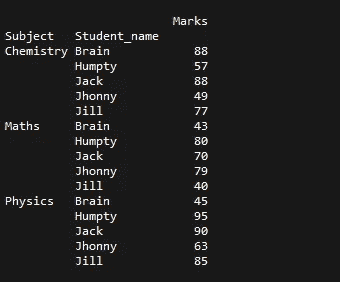 Marks
Subject Student_name
Chemistry Brain 88
Humpty 57
Jack 88
Jhonny 49
Jill 77
Maths Brain 43
Humpty 80
Jack 70
Jhonny 79
Jill 40
Physics Brain 45
Humpty 95
Jack 90
Jhonny 63
Jill 85